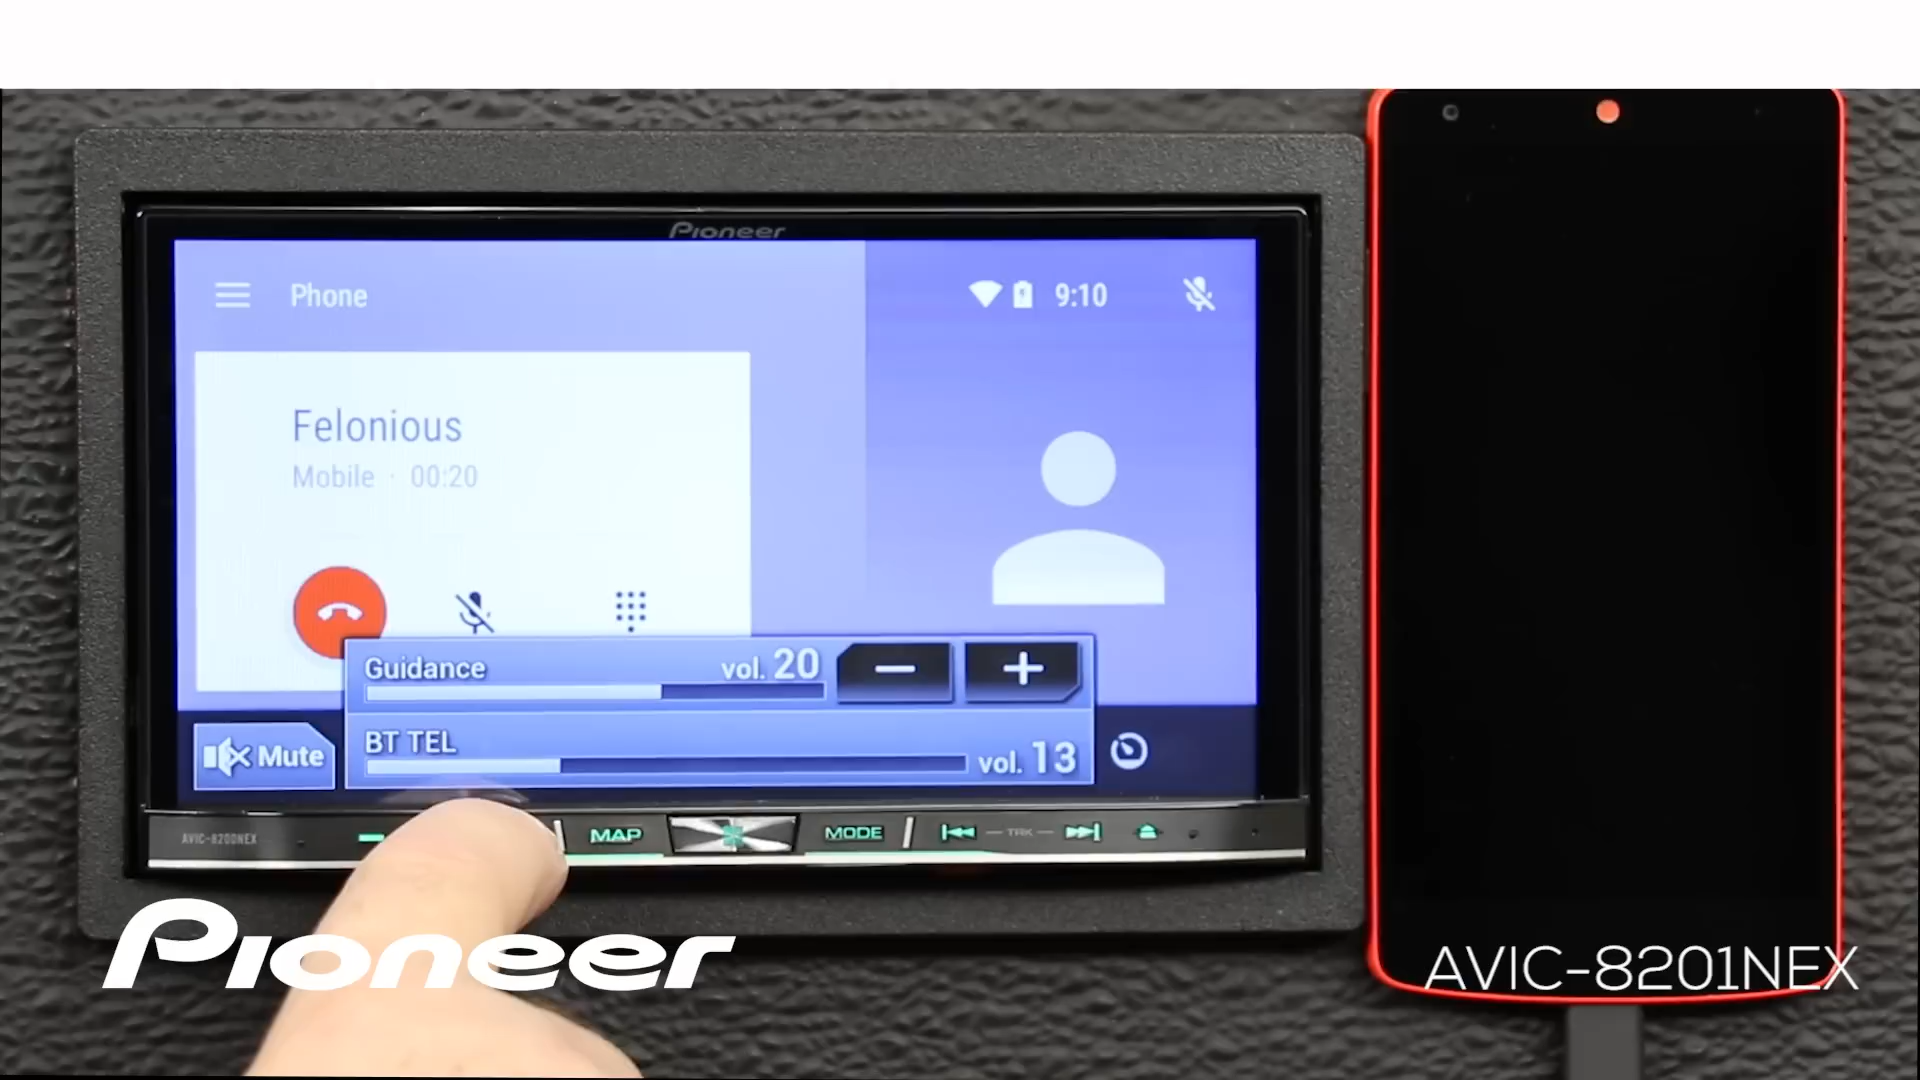 Pioneer
Phone
9:10
Felonious
Mobile · 00:20
Guidance
vol. 20
− +
Mute
BT TEL
vol. 13
AVIC-8200NEX
MAP
MODE
TRK
Pioneer
AVIC-8201NEX